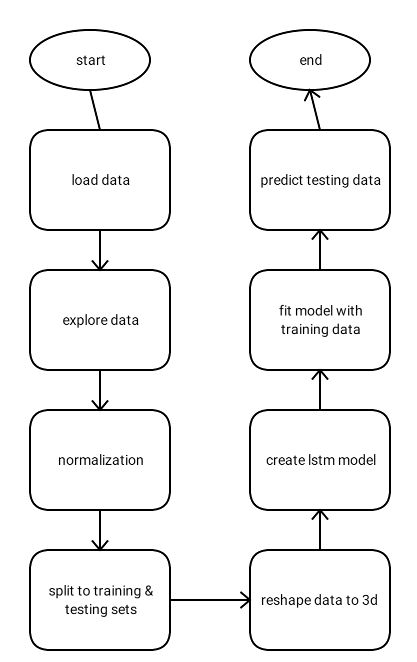 start
load data
explore data
normalization
split to training &
testing sets
reshape data to 3d
create lstm model
fit model with
training data
predict testing data
end